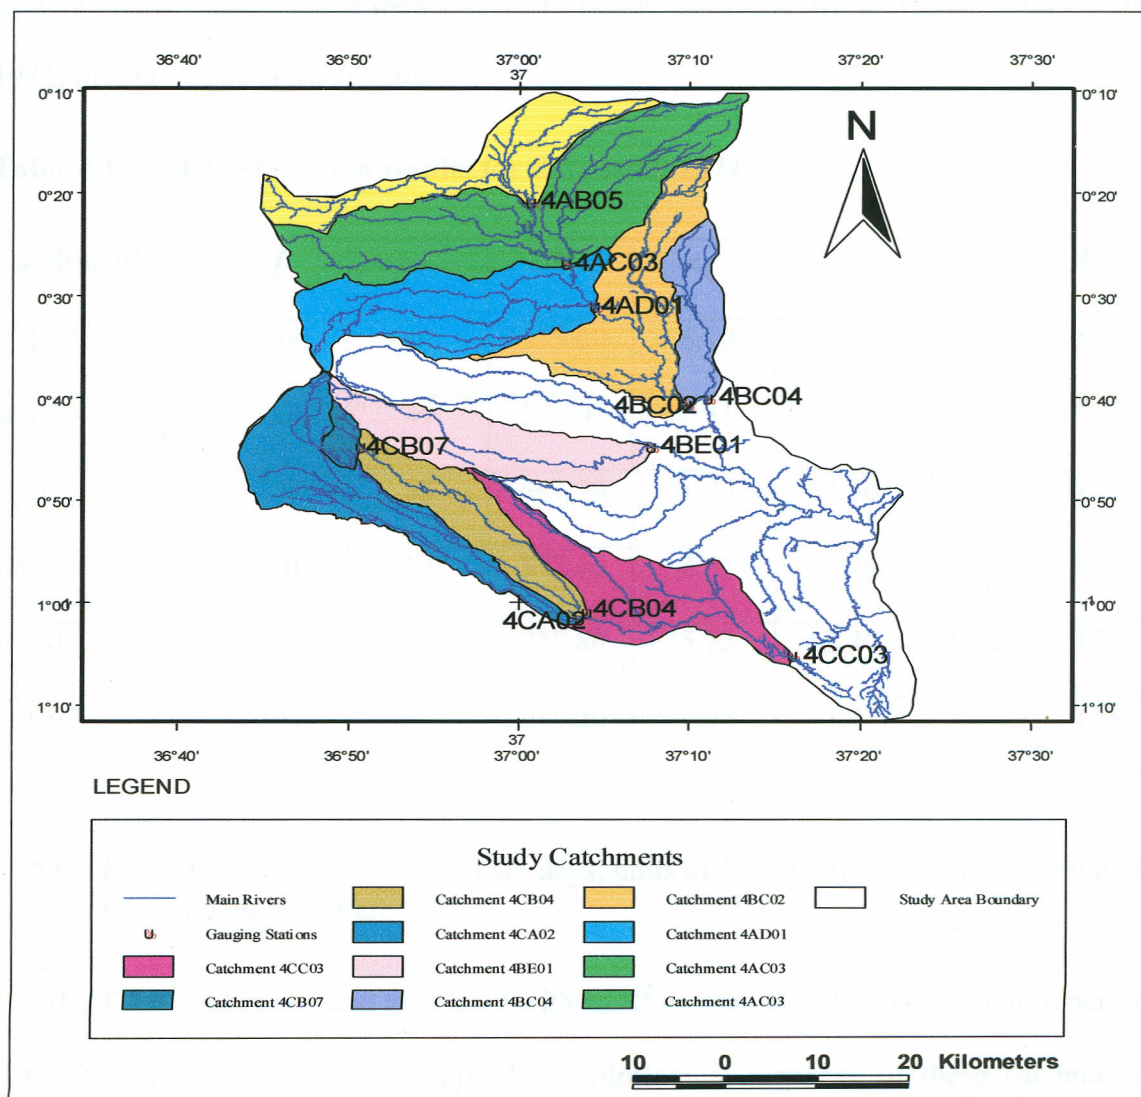 36°40' 36°50' 37°00' 37°10' 37°20' 37°30'
37
0°10' 0°10'
N
0°20' 4AB05 0°20'
4AC03
0°30' 4AD01 0°30'
0°40' 4BC02 4BC04 0°40'
4CB07 4BE01
0°50' 0°50'
1°00' 4CA02 4CB04 1°00'
4CC03
1°10' 1°10'
37
36°40' 36°50' 37°00' 37°10' 37°20' 37°30'
LEGEND
Study Catchments
Main Rivers Catchment 4CB04 Catchment 4BC02 Study Area Boundary
Gauging Stations Catchment 4CA02 Catchment 4AD01
Catchment 4CC03 Catchment 4BE01 Catchment 4AC03
Catchment 4CB07 Catchment 4BC04 Catchment 4AC03
10 0 10 20 Kilometers